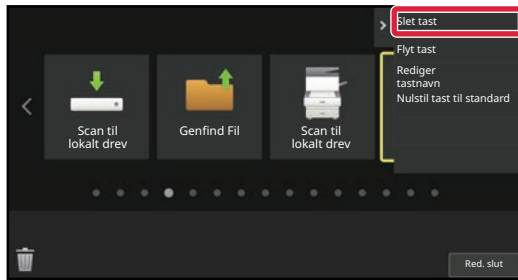 Slet tast
Flyt tast
Rediger
tastnavn
Nulstil tast til standard
Scan til
lokalt drev
Genfind Fil
Scan til
lokalt drev
Red. slut